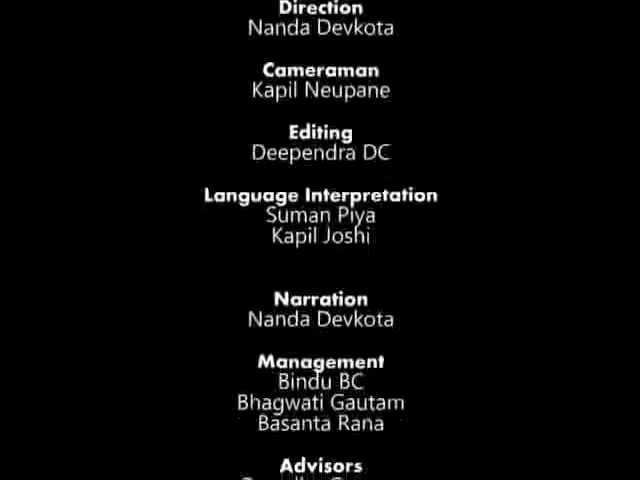 Direction
Nanda Devkota
Cameraman
Kapil Neupane
Editing
Deependra DC
Language Interpretation
Suman Piya
Kapil Joshi
Narration
Nanda Devkota
Management
Bindu BC
Bhagwati Gautam
Basanta Rana
Advisors